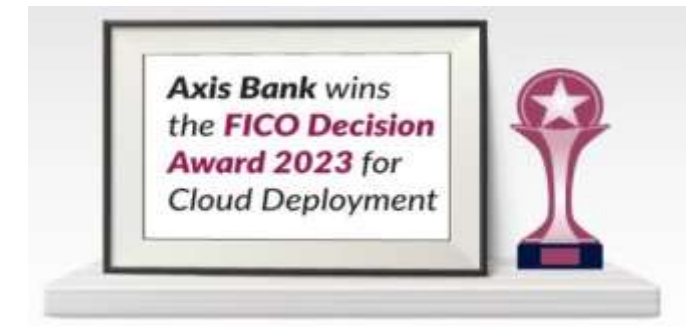 Axis Bank wins
the FICO Decision
Award 2023 for
Cloud Deployment